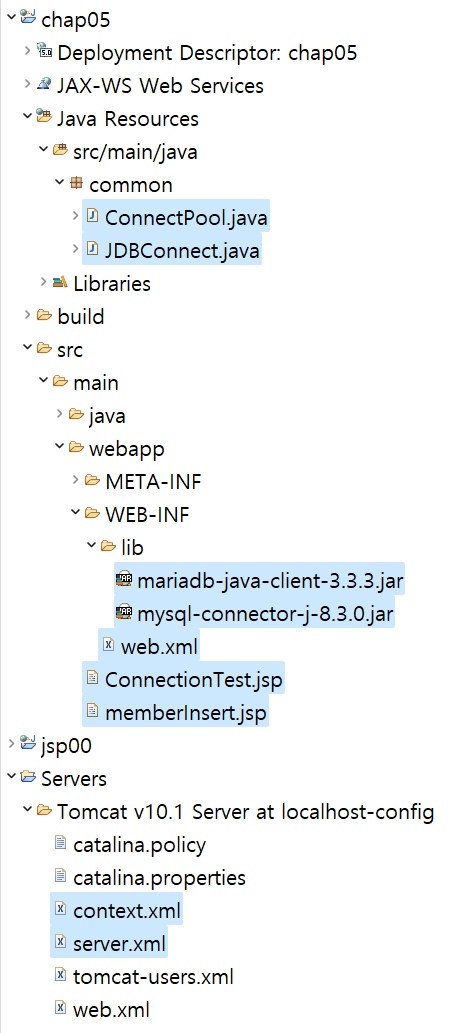 chap05
Deployment Descriptor: chap05
JAX-WS Web Services
Java Resources
src/main/java
common
ConnectPool.java
JDBConnect.java
Libraries
build
src
main
java
webapp
META-INF
WEB-INF
lib
mariadb-java-client-3.3.3.jar
mysql-connector-j-8.3.0.jar
web.xml
ConnectionTest.jsp
memberInsert.jsp
jsp00
Servers
Tomcat v10.1 Server at localhost-config
catalina.policy
catalina.properties
context.xml
server.xml
tomcat-users.xml
web.xml